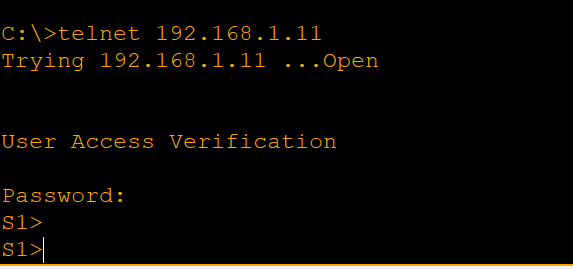 C:\>telnet 192.168.1.11
Trying 192.168.1.11 ...Open
User Access Verification
Password:
S1>
S1>